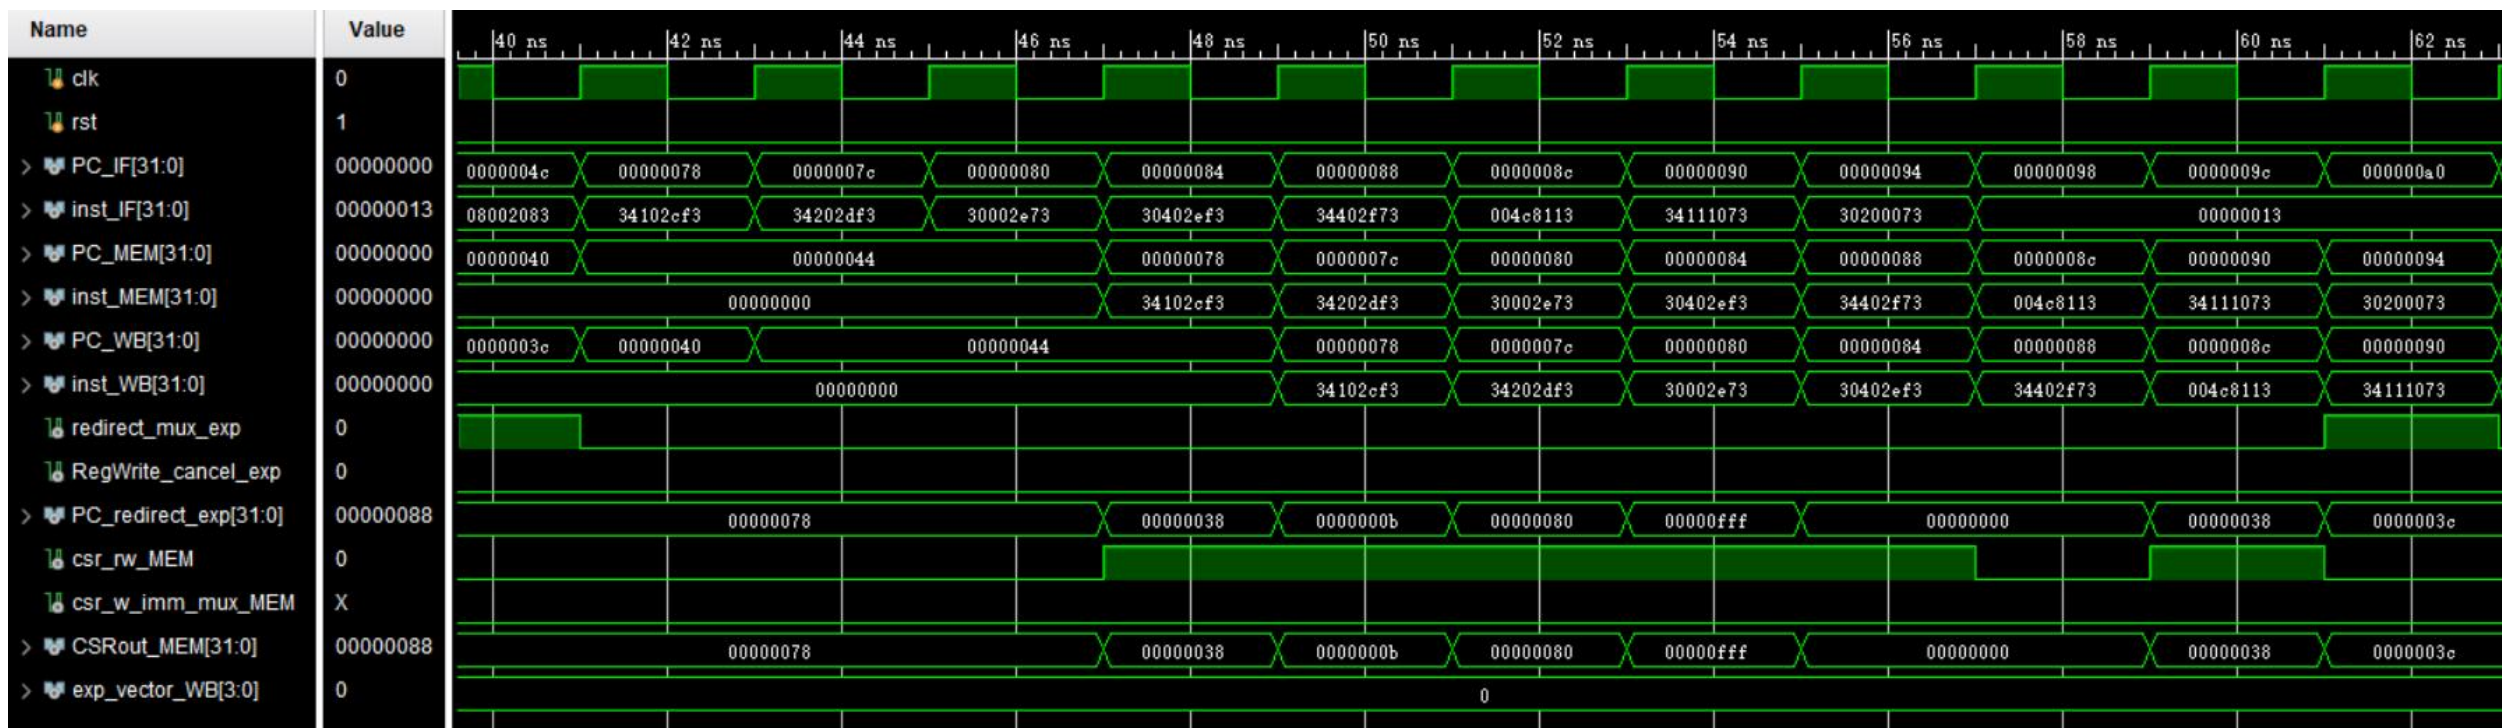 Name Value 40 ns 42 ns 44 ns 46 ns 48 ns 50 ns 52 ns 54 ns 56 ns 58 ns 60 ns 62 ns
clk 0
rst 1
PC_IF[31:0] 00000000 0000004c 00000078 0000007c 00000080 00000084 00000088 0000008c 00000090 00000094 00000098 0000009c 000000a0
inst_IF[31:0] 00000013 08002083 34102cf3 34202df3 30002e73 30402ef3 34402f73 004c8113 34111073 30200073 00000013
PC_MEM[31:0] 00000000 00000040 00000044 00000078 0000007c 00000080 00000084 00000088 0000008c 00000090 00000094
inst_MEM[31:0] 00000000 00000000 34102cf3 34202df3 30002e73 30402ef3 34402f73 004c8113 34111073 30200073
PC_WB[31:0] 00000000 0000003c 00000040 00000044 00000078 0000007c 00000080 00000084 00000088 0000008c 00000090
inst_WB[31:0] 00000000 00000000 34102cf3 34202df3 30002e73 30402ef3 34402f73 004c8113 34111073
redirect_mux_exp 0
RegWrite_cancel_exp 0
PC_redirect_exp[31:0] 00000088 00000078 00000038 0000000b 00000080 00000fff 00000000 00000038 0000003c
csr_rw_MEM 0
csr_w_imm_mux_MEM X
CSRout_MEM[31:0] 00000088 00000078 00000038 0000000b 00000080 00000fff 00000000 00000038 0000003c
exp_vector_WB[3:0] 0 0